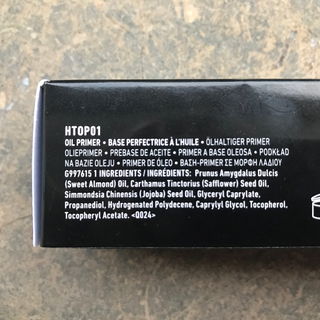 HTOP01
OIL PRIMER • BASE PERFECTRICE À L'HUILE • ÖLHALTIGER PRIMER
OLIEPRIMER • PREBASE DE ACEITE • PRIMER A BASE OLEOSA • PODKŁAD
NA BAZIE OLEJU • PRIMER DE ÓLEO • ΒΑΣΗ-PRIMER ΣΕ ΜΟΡΦΗ ΛΑΔΙΟΥ
G997615 1 INGREDIENTS / INGRÉDIENTS: Prunus Amygdalus Dulcis
(Sweet Almond) Oil, Carthamus Tinctorius (Safflower) Seed Oil,
Simmondsia Chinensis (Jojoba) Seed Oil, Glyceryl Caprylate,
Propanediol, Hydrogenated Polydecene, Caprylyl Glycol, Tocopherol,
Tocopheryl Acetate. <Q024>